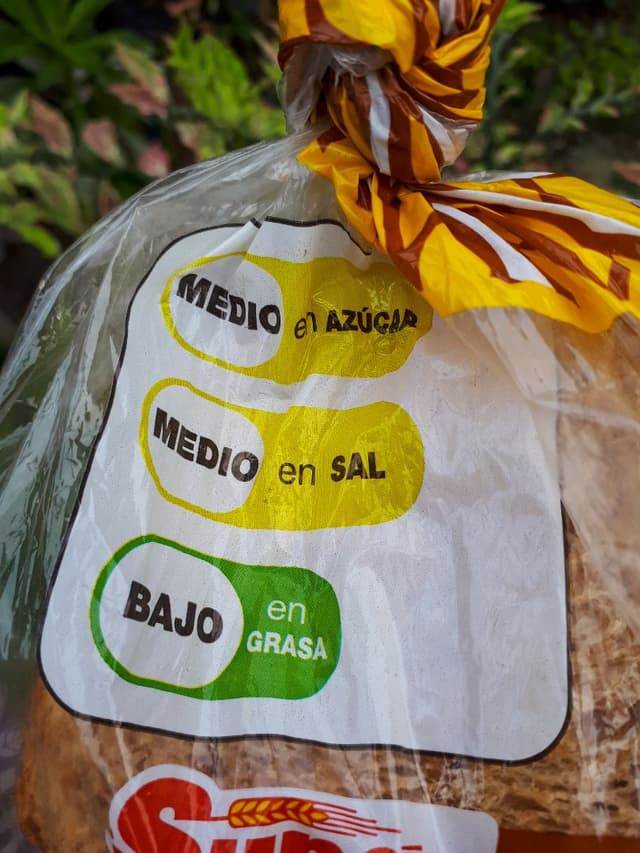 MEDIO en AZÚCAR
MEDIO en SAL
BAJO en
GRASA